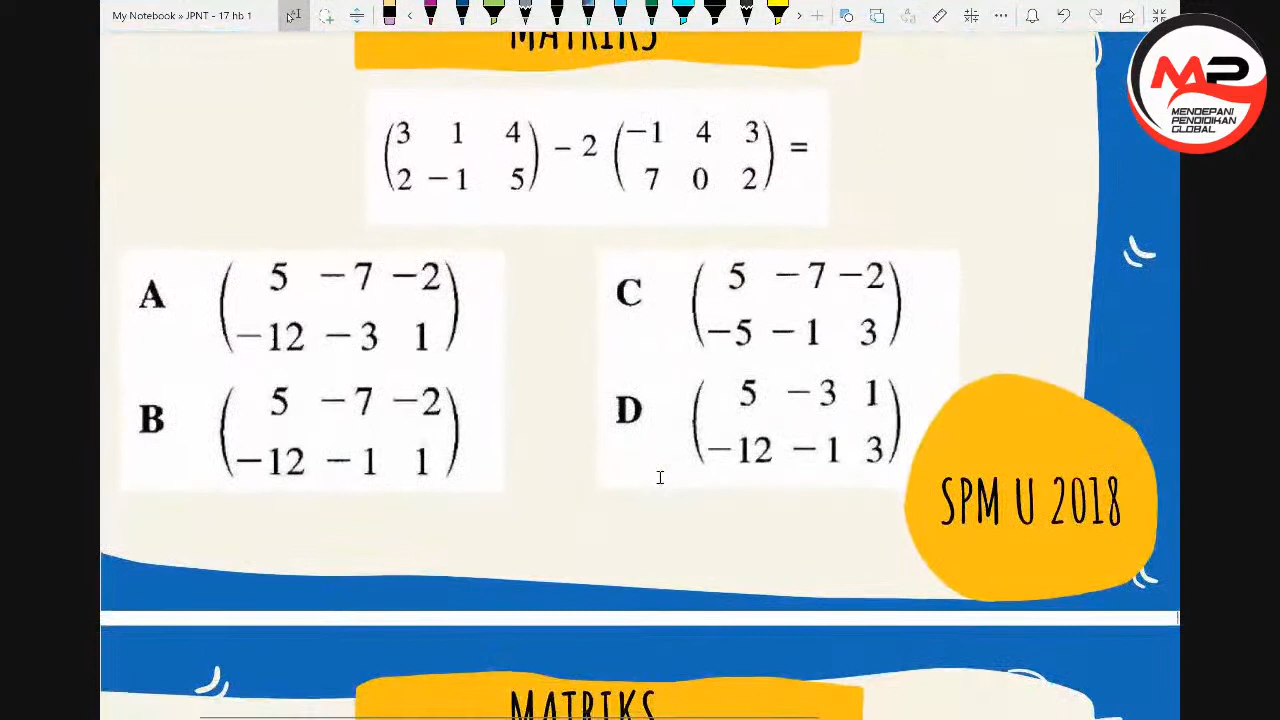 My Notebook » JPNT - 17 hb 1
MATRIKS
MP
MENDEPANI
PENDIDIKAN
GLOBAL
(3 1 4) – 2 (–1 4 3) =
(2 –1 5) (7 0 2)
A (5 –7 –2)
(–12 –3 1)
B (5 –7 –2)
(–12 –1 1)
C (5 –7 –2)
(–5 –1 3)
D (5 –3 1)
(–12 –1 3)
SPM U 2018
MATRIKS